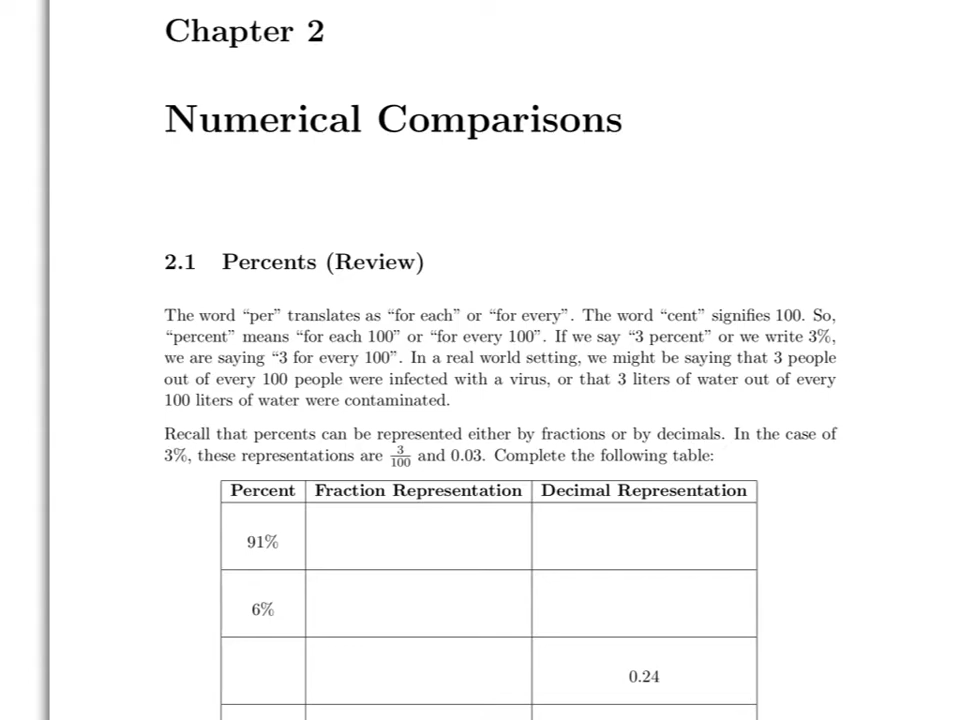 Chapter 2
Numerical Comparisons
2.1 Percents (Review)
The word “per” translates as “for each” or “for every”. The word “cent” signifies 100. So,
“percent” means “for each 100” or “for every 100”. If we say “3 percent” or we write 3%,
we are saying “3 for every 100”. In a real world setting, we might be saying that 3 people
out of every 100 people were infected with a virus, or that 3 liters of water out of every
100 liters of water were contaminated.
Recall that percents can be represented either by fractions or by decimals. In the case of
3%, these representations are 3/100 and 0.03. Complete the following table:
Percent Fraction Representation Decimal Representation
91%
6%
0.24